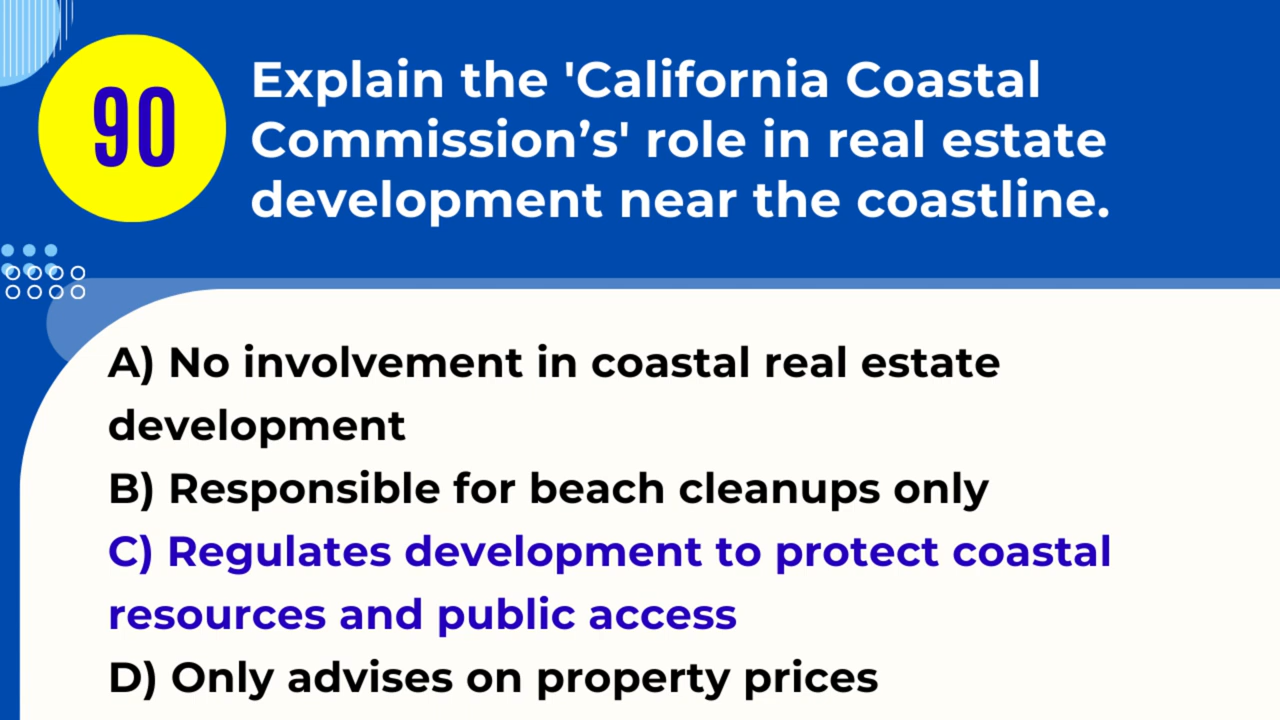 90
Explain the 'California Coastal
Commission’s' role in real estate
development near the coastline.
A) No involvement in coastal real estate
development
B) Responsible for beach cleanups only
C) Regulates development to protect coastal
resources and public access
D) Only advises on property prices